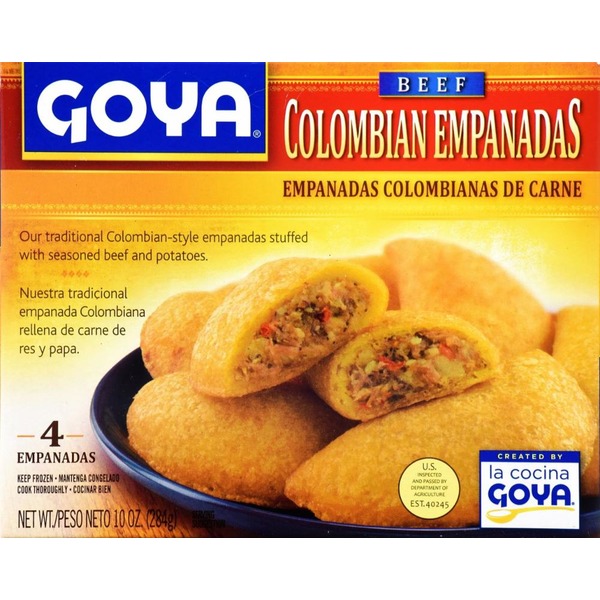 GOYA®
BEEF
COLOMBIAN EMPANADAS
EMPANADAS COLOMBIANAS DE CARNE
Our traditional Colombian-style empanadas stuffed
with seasoned beef and potatoes.
Nuestra tradicional
empanada Colombiana
rellena de carne de
res y papa.
4
EMPANADAS
KEEP FROZEN • MANTENGA CONGELADO
COOK THOROUGHLY • COCINAR BIEN
NET WT./PESO NETO 10 OZ. (284g)
SERVING
SUGGESTION
U.S.
INSPECTED
AND PASSED BY
DEPARTMENT OF
AGRICULTURE
EST.40245
CREATED BY
la cocina
GOYA®